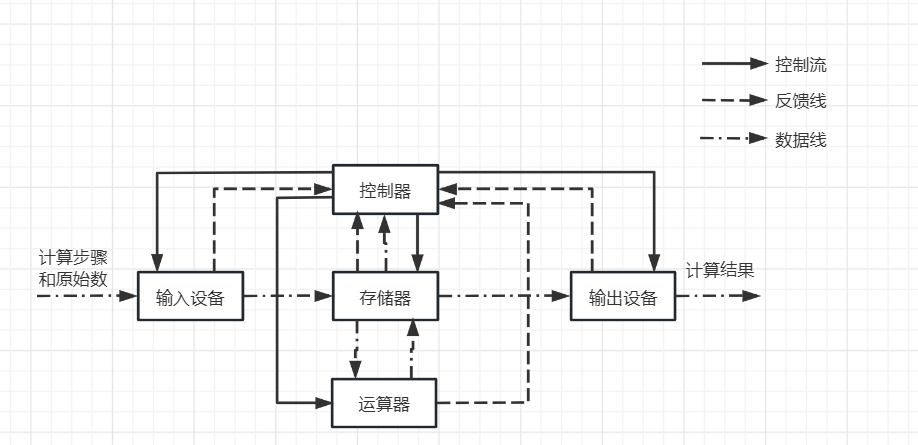 控制流
反馈线
数据线
控制器
计算步骤
和原始数
计算结果
输入设备
存储器
输出设备
运算器